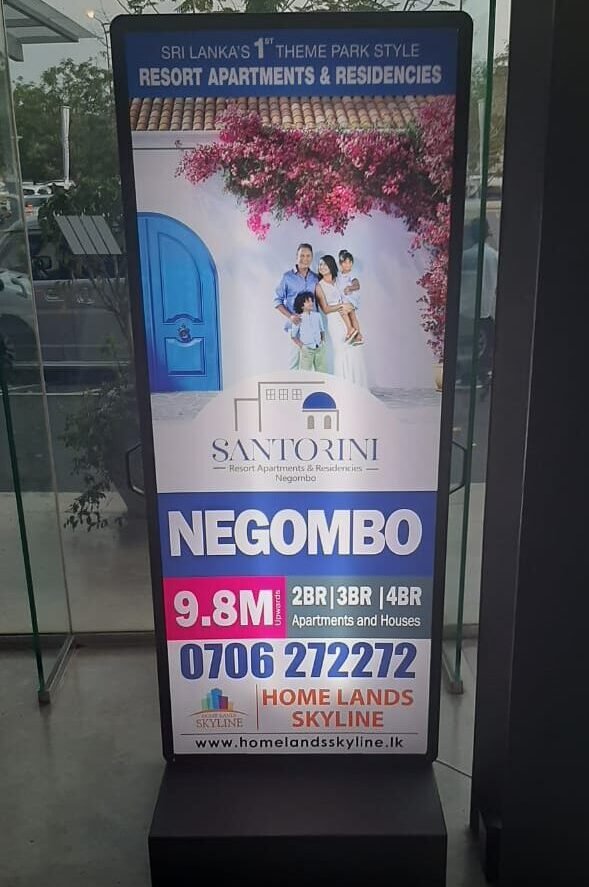 SRI LANKA'S 1ST THEME PARK STYLE
RESORT APARTMENTS & RESIDENCIES
SANTORINI
Resort Apartments & Residencies
Negombo
NEGOMBO
9.8M Upwards
2BR | 3BR | 4BR
Apartments and Houses
0706 272272
HOME LANDS
SKYLINE
HOME LANDS
SKYLINE
www.homelandsskyline.lk